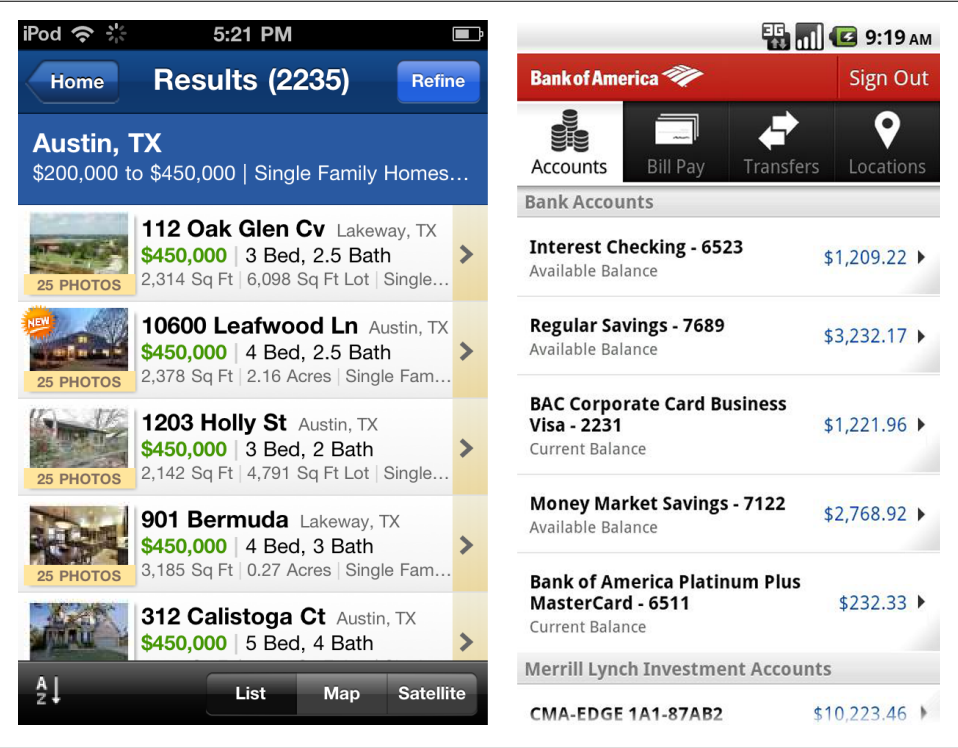 iPod 5:21 PM
Home Results (2235) Refine
Austin, TX
$200,000 to $450,000 | Single Family Homes...
112 Oak Glen Cv Lakeway, TX
$450,000 | 3 Bed, 2.5 Bath
2,314 Sq Ft | 6,098 Sq Ft Lot | Single...
25 PHOTOS
NEW
10600 Leafwood Ln Austin, TX
$450,000 | 4 Bed, 2.5 Bath
2,378 Sq Ft | 2.16 Acres | Single Fam...
25 PHOTOS
1203 Holly St Austin, TX
$450,000 | 3 Bed, 2 Bath
2,142 Sq Ft | 4,791 Sq Ft Lot | Single...
25 PHOTOS
901 Bermuda Lakeway, TX
$450,000 | 4 Bed, 3 Bath
3,185 Sq Ft | 0.27 Acres | Single Fam...
25 PHOTOS
312 Calistoga Ct Austin, TX
$450,000 | 5 Bed, 4 Bath
A
Z
List Map Satellite
3G 9:19 AM
Bank of America Sign Out
Accounts Bill Pay Transfers Locations
Bank Accounts
Interest Checking - 6523
Available Balance
$1,209.22
Regular Savings - 7689
Available Balance
$3,232.17
BAC Corporate Card Business
Visa - 2231
Current Balance
$1,221.96
Money Market Savings - 7122
Available Balance
$2,768.92
Bank of America Platinum Plus
MasterCard - 6511
Current Balance
$232.33
Merrill Lynch Investment Accounts
CMA-EDGE 1A1-87AB2 $10,223.46